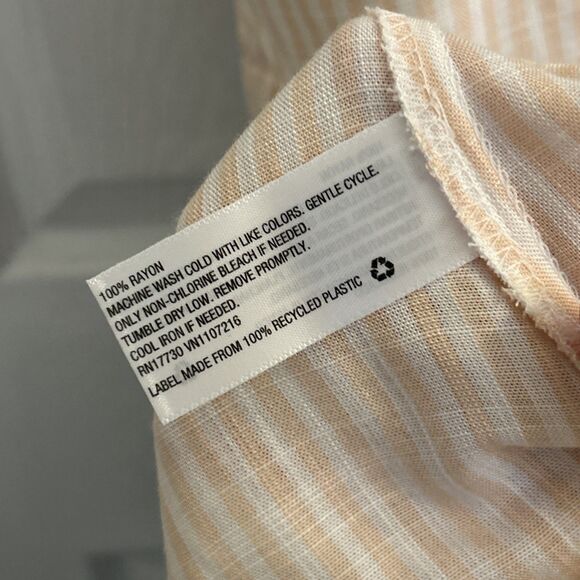 100% RAYON
MACHINE WASH COLD WITH LIKE COLORS. GENTLE CYCLE.
ONLY NON-CHLORINE BLEACH IF NEEDED.
TUMBLE DRY LOW. REMOVE PROMPTLY.
COOL IRON IF NEEDED.
RN17730 VN1107216
LABEL MADE FROM 100% RECYCLED PLASTIC